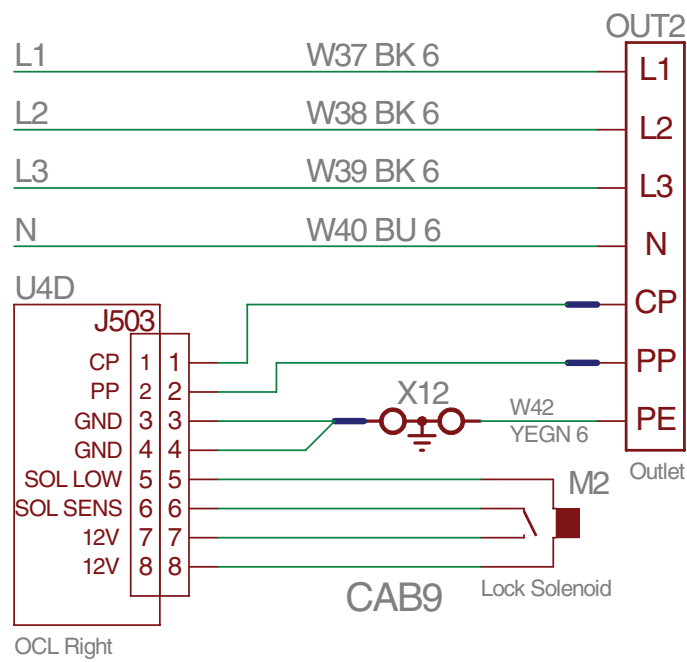 OUT2
L1 W37 BK 6 L1
L2 W38 BK 6 L2
L3 W39 BK 6 L3
N W40 BU 6 N
U4D
CP
J503
CP 1 1
PP
PP 2 2
X12
GND 3 3
W42
PE
YEGN 6
GND 4 4
Outlet
SOL LOW 5 5
M2
SOL SENS 6 6
12V 7 7
12V 8 8
Lock Solenoid
CAB9
OCL Right